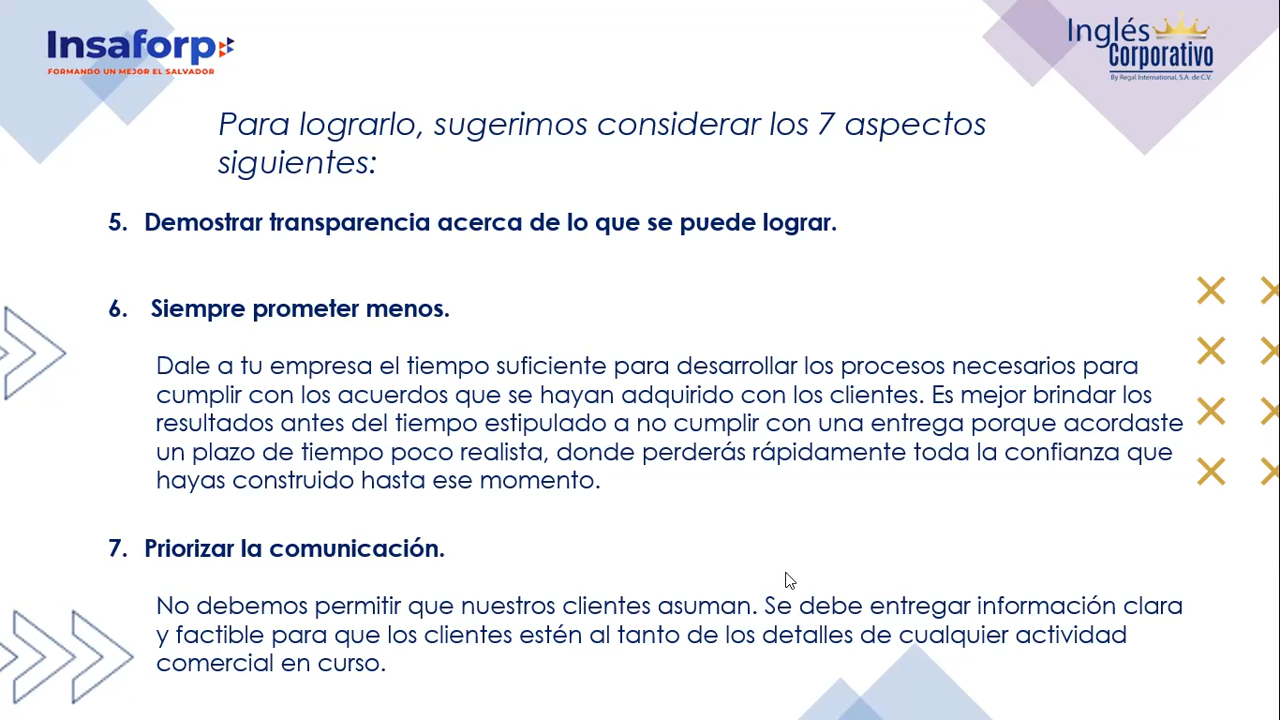 Insaforp
FORMANDO UN MEJOR EL SALVADOR
Inglés
Corporativo
By Regal International, S.A. de C.V.
Para lograrlo, sugerimos considerar los 7 aspectos
siguientes:
5. Demostrar transparencia acerca de lo que se puede lograr.
6. Siempre prometer menos.
Dale a tu empresa el tiempo suficiente para desarrollar los procesos necesarios para
cumplir con los acuerdos que se hayan adquirido con los clientes. Es mejor brindar los
resultados antes del tiempo estipulado a no cumplir con una entrega porque acordaste
un plazo de tiempo poco realista, donde perderás rápidamente toda la confianza que
hayas construido hasta ese momento.
7. Priorizar la comunicación.
No debemos permitir que nuestros clientes asuman. Se debe entregar información clara
y factible para que los clientes estén al tanto de los detalles de cualquier actividad
comercial en curso.